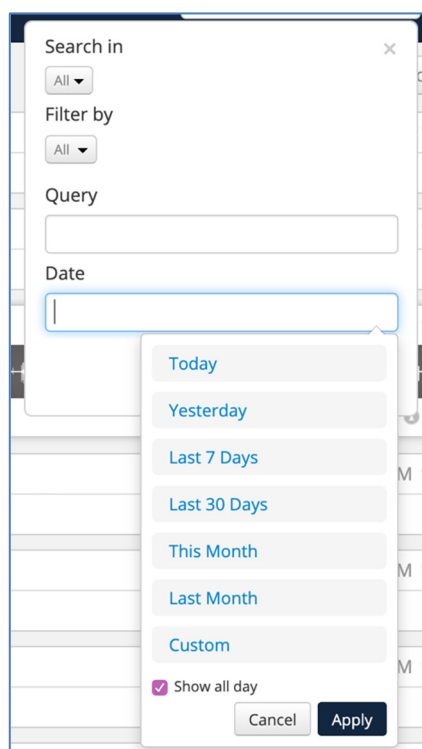 Search in
×
All
Filter by
All
Query
Date
Today
Yesterday
Last 7 Days
Last 30 Days
This Month
M
Last Month
M
Custom
M
Show all day
Cancel Apply